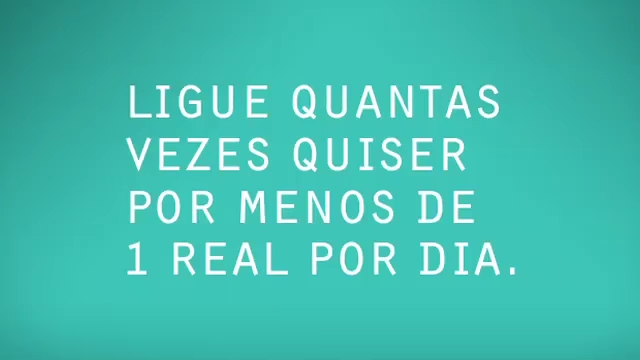 LIGUE QUANTAS
VEZES QUISER
POR MENOS DE
1 REAL POR DIA.